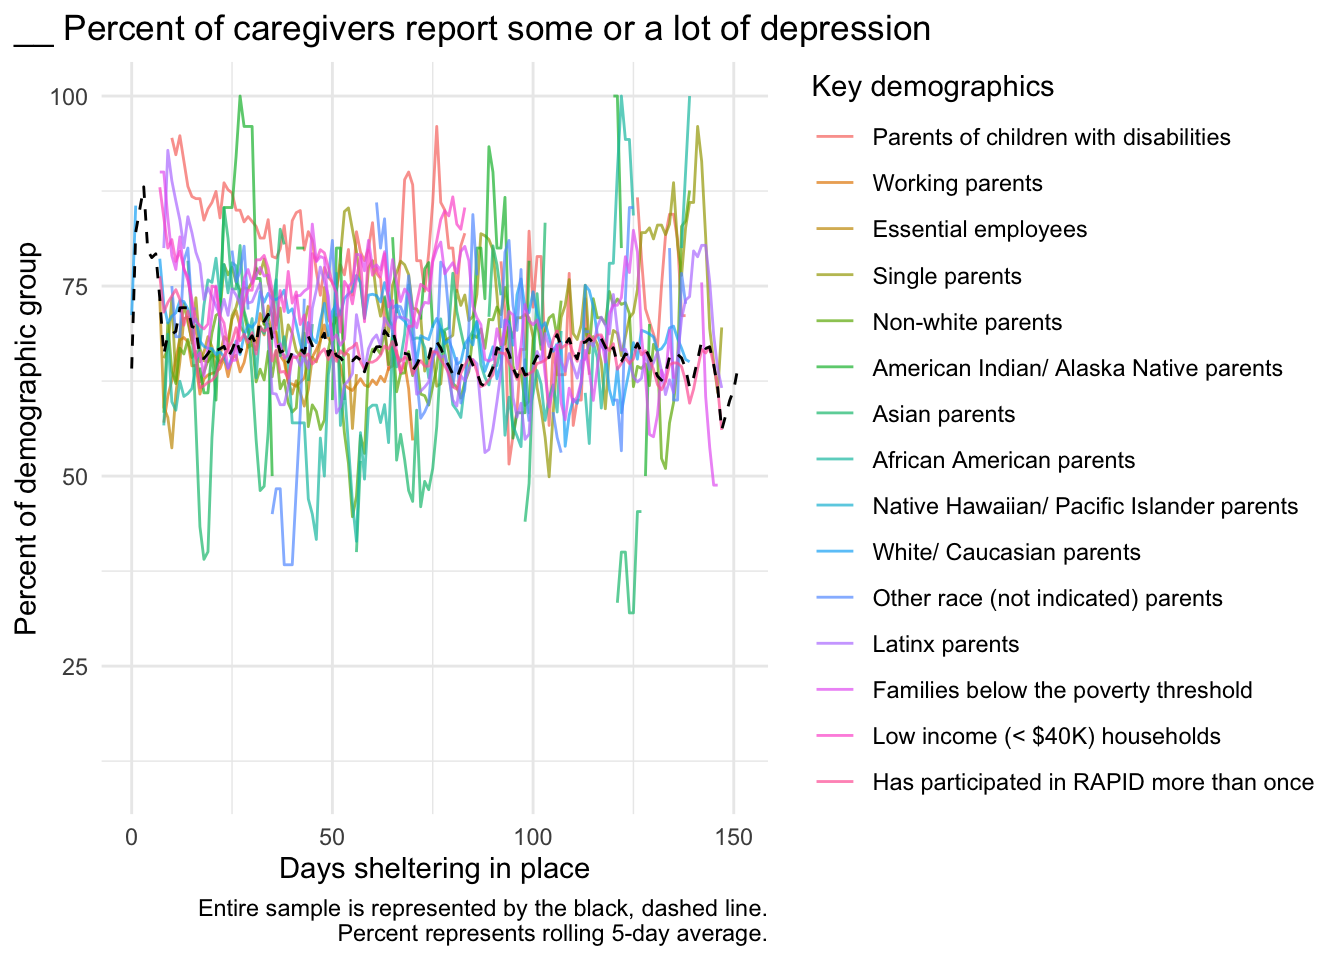 __ Percent of caregivers report some or a lot of depression
Percent of demographic group
100
75
50
25
0
50
100
150
Days sheltering in place
Entire sample is represented by the black, dashed line.
Percent represents rolling 5-day average.
Key demographics
Parents of children with disabilities
Working parents
Essential employees
Single parents
Non-white parents
American Indian/ Alaska Native parents
Asian parents
African American parents
Native Hawaiian/ Pacific Islander parents
White/ Caucasian parents
Other race (not indicated) parents
Latinx parents
Families below the poverty threshold
Low income (< $40K) households
Has participated in RAPID more than once